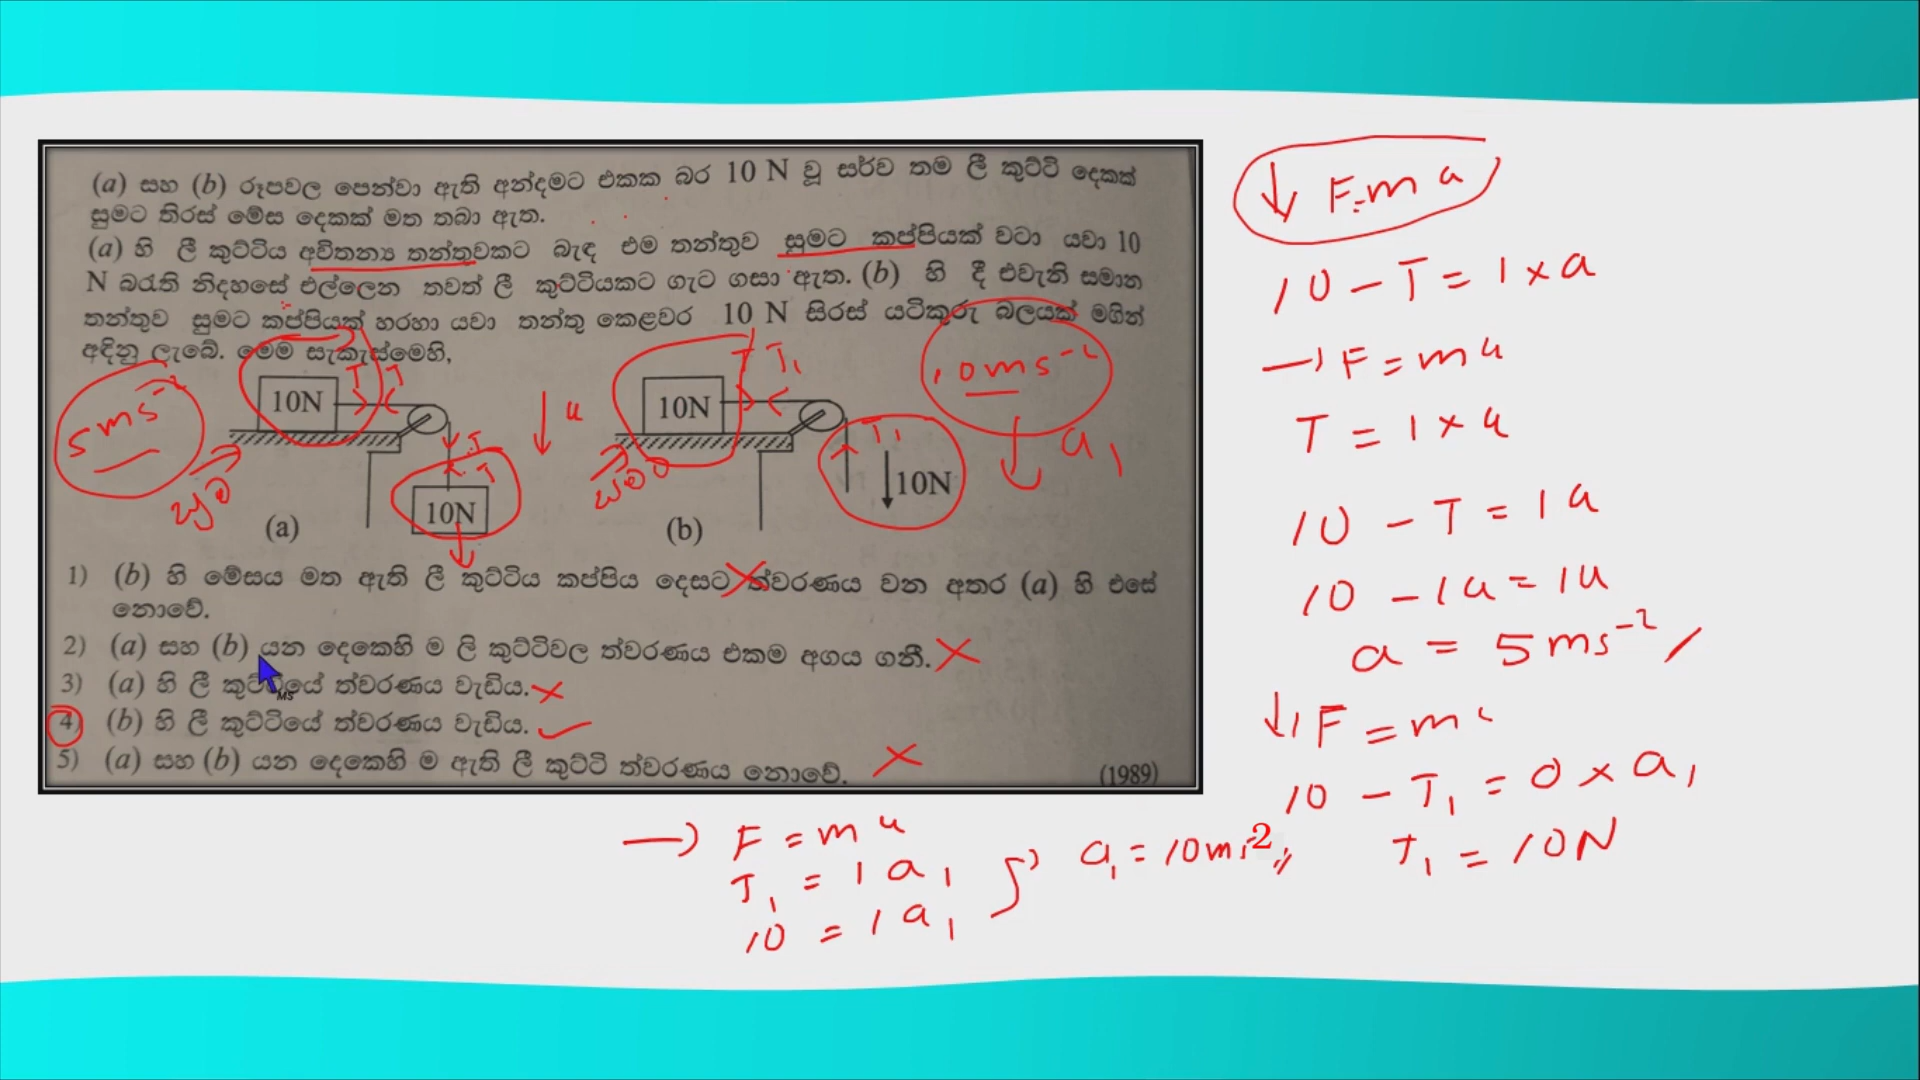 (a) සහ (b) රූපවල පෙන්වා ඇති අන්දමට එකක බර 10 N වූ සර්ව තම ලී කුට්ටි දෙකක්
සුමට තිරස් මේස දෙකක් මත තබා ඇත.
(a) හි ලී කුට්ටිය අවිතන්‍ය තන්තුවකට බැඳ එම තන්තුව සුමට කප්පියක් වටා යවා 10
N බරැති නිදහසේ එල්ලෙන තවත් ලී කුට්ටියකට ගැට ගසා ඇත. (b) හි දී එවැනි සමාන
තන්තුව සුමට කප්පියක් හරහා යවා තන්තු කෙළවර 10 N සිරස් යටිකුරු බලයක් මගින්
අදිනු ලැබේ. මෙම සැකැස්මෙහි,
5ms⁻²
10N
T T
T
T
10N
a
සුමට
(a)
10N
T T₁
T₁
10N
10ms⁻²
a₁
සුමට
(b)
1) (b) හි මේසය මත ඇති ලී කුට්ටිය කප්පිය දෙසට ත්වරණය වන අතර (a) හි එසේ
නොවේ.
2) (a) සහ (b) යන දෙකෙහි ම ලි කුට්ටිවල ත්වරණය එකම අගය ගනී.
3) (a) හි ලී කුට්ටියේ ත්වරණය වැඩිය.
4) (b) හි ලී කුට්ටියේ ත්වරණය වැඩිය.
5) (a) සහ (b) යන දෙකෙහි ම ඇති ලී කුට්ටි ත්වරණය නොවේ.
(1989)
↓ F=ma
10 - T = 1 × a
→ F = ma
T = 1 × a
10 - T = 1a
10 - 1a = 1a
a = 5ms⁻²
↓ F = ma
10 - T₁ = 0 × a₁
T₁ = 10N
→ F = ma
T₁ = 1a₁
10 = 1a₁
a₁ = 10ms⁻²